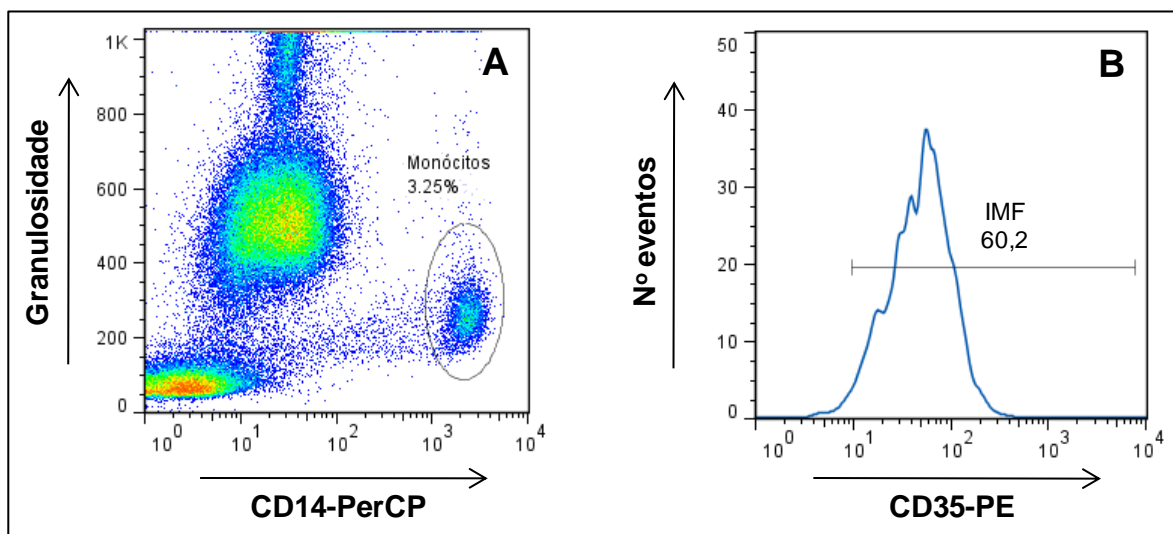 A
Granulosidade
1K
800
600
400
200
0
Monócitos
3.25%
10^0
10^1
10^2
10^3
10^4
CD14-PerCP
B
Nº eventos
50
40
30
20
10
0
IMF
60,2
10^0
10^1
10^2
10^3
10^4
CD35-PE